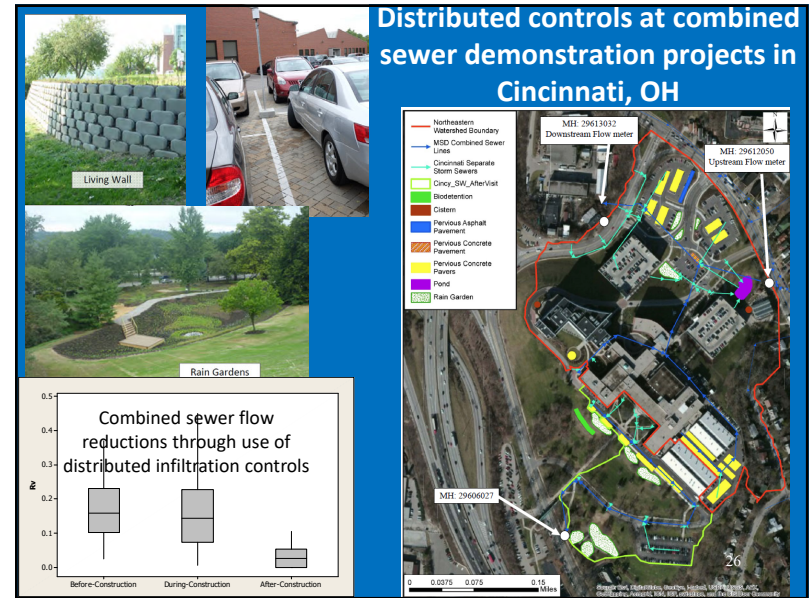 Distributed controls at combined
sewer demonstration projects in
Cincinnati, OH
Living Wall
Rain Gardens
Combined sewer flow
reductions through use of
distributed infiltration controls
0.5
0.4
0.3
0.2
0.1
0.0
Rv
Before-Construction
During-Construction
After-Construction
Northeastern
Watershed Boundary
MSD Combined Sewer
Lines
Cincinnati Separate
Storm Sewers
Cincy_SW_AfterVisit
Biodetention
Cistern
Pervious Asphalt
Pavement
Pervious Concrete
Pavement
Pervious Concrete
Pavers
Pond
Rain Garden
MH: 29613032
Downstream Flow meter
MH: 29612050
Upstream Flow meter
MH: 29606027
0 0.0375 0.075 0.15
Miles
26